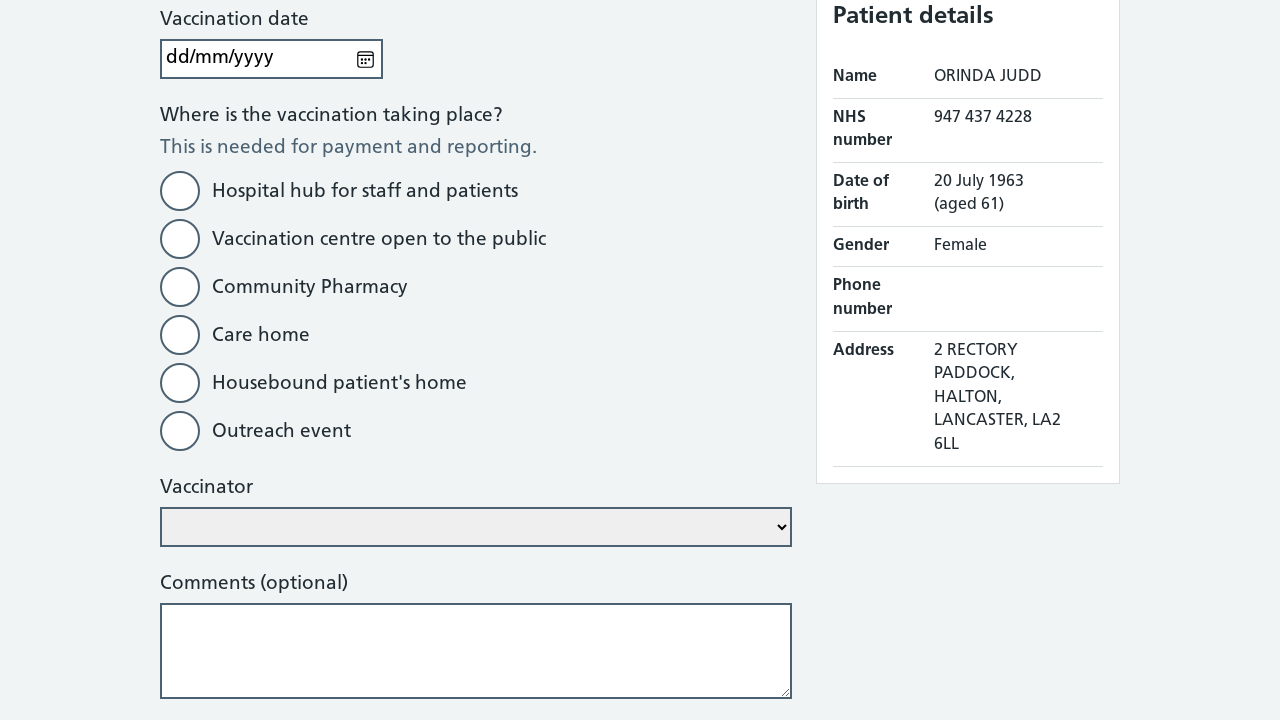 Vaccination date
dd/mm/yyyy
Where is the vaccination taking place?
This is needed for payment and reporting.
Hospital hub for staff and patients
Vaccination centre open to the public
Community Pharmacy
Care home
Housebound patient's home
Outreach event
Vaccinator
Comments (optional)
Patient details
Name ORINDA JUDD
NHS number 947 437 4228
Date of birth 20 July 1963 (aged 61)
Gender Female
Phone number
Address 2 RECTORY
PADDOCK,
HALTON,
LANCASTER, LA2
6LL